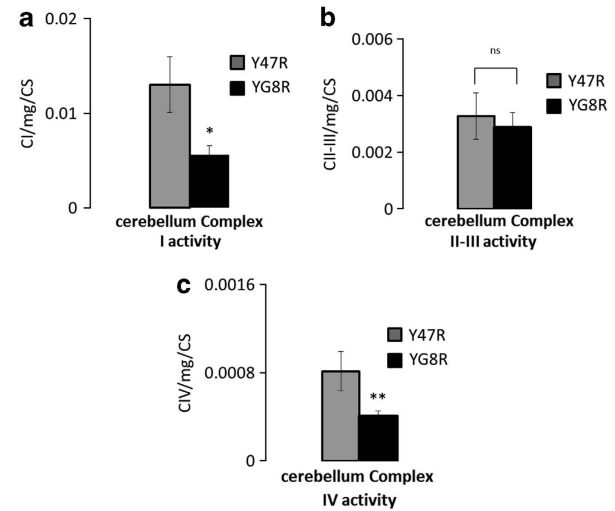 a
0.02
0.01
0
CI/mg/CS
Y47R
YG8R
*
cerebellum Complex
I activity
b
0.006
0.004
0.002
0
CII-III/mg/CS
ns
Y47R
YG8R
cerebellum Complex
II-III activity
c
0.0016
0.0008
0
CIV/mg/CS
Y47R
YG8R
**
cerebellum Complex
IV activity